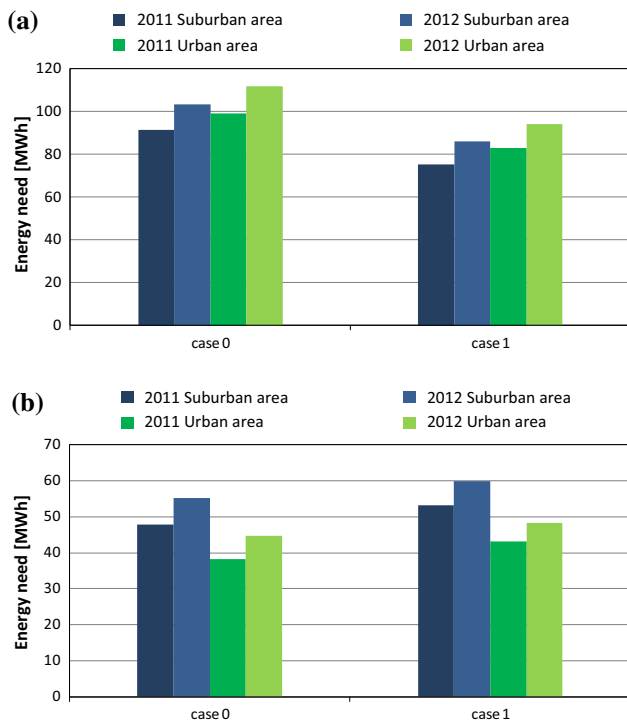 (a)
2011 Suburban area 2012 Suburban area
2011 Urban area 2012 Urban area
Energy need [MWh]
120
100
80
60
40
20
0
case 0 case 1
(b)
2011 Suburban area 2012 Suburban area
2011 Urban area 2012 Urban area
Energy need [MWh]
70
60
50
40
30
20
10
0
case 0 case 1